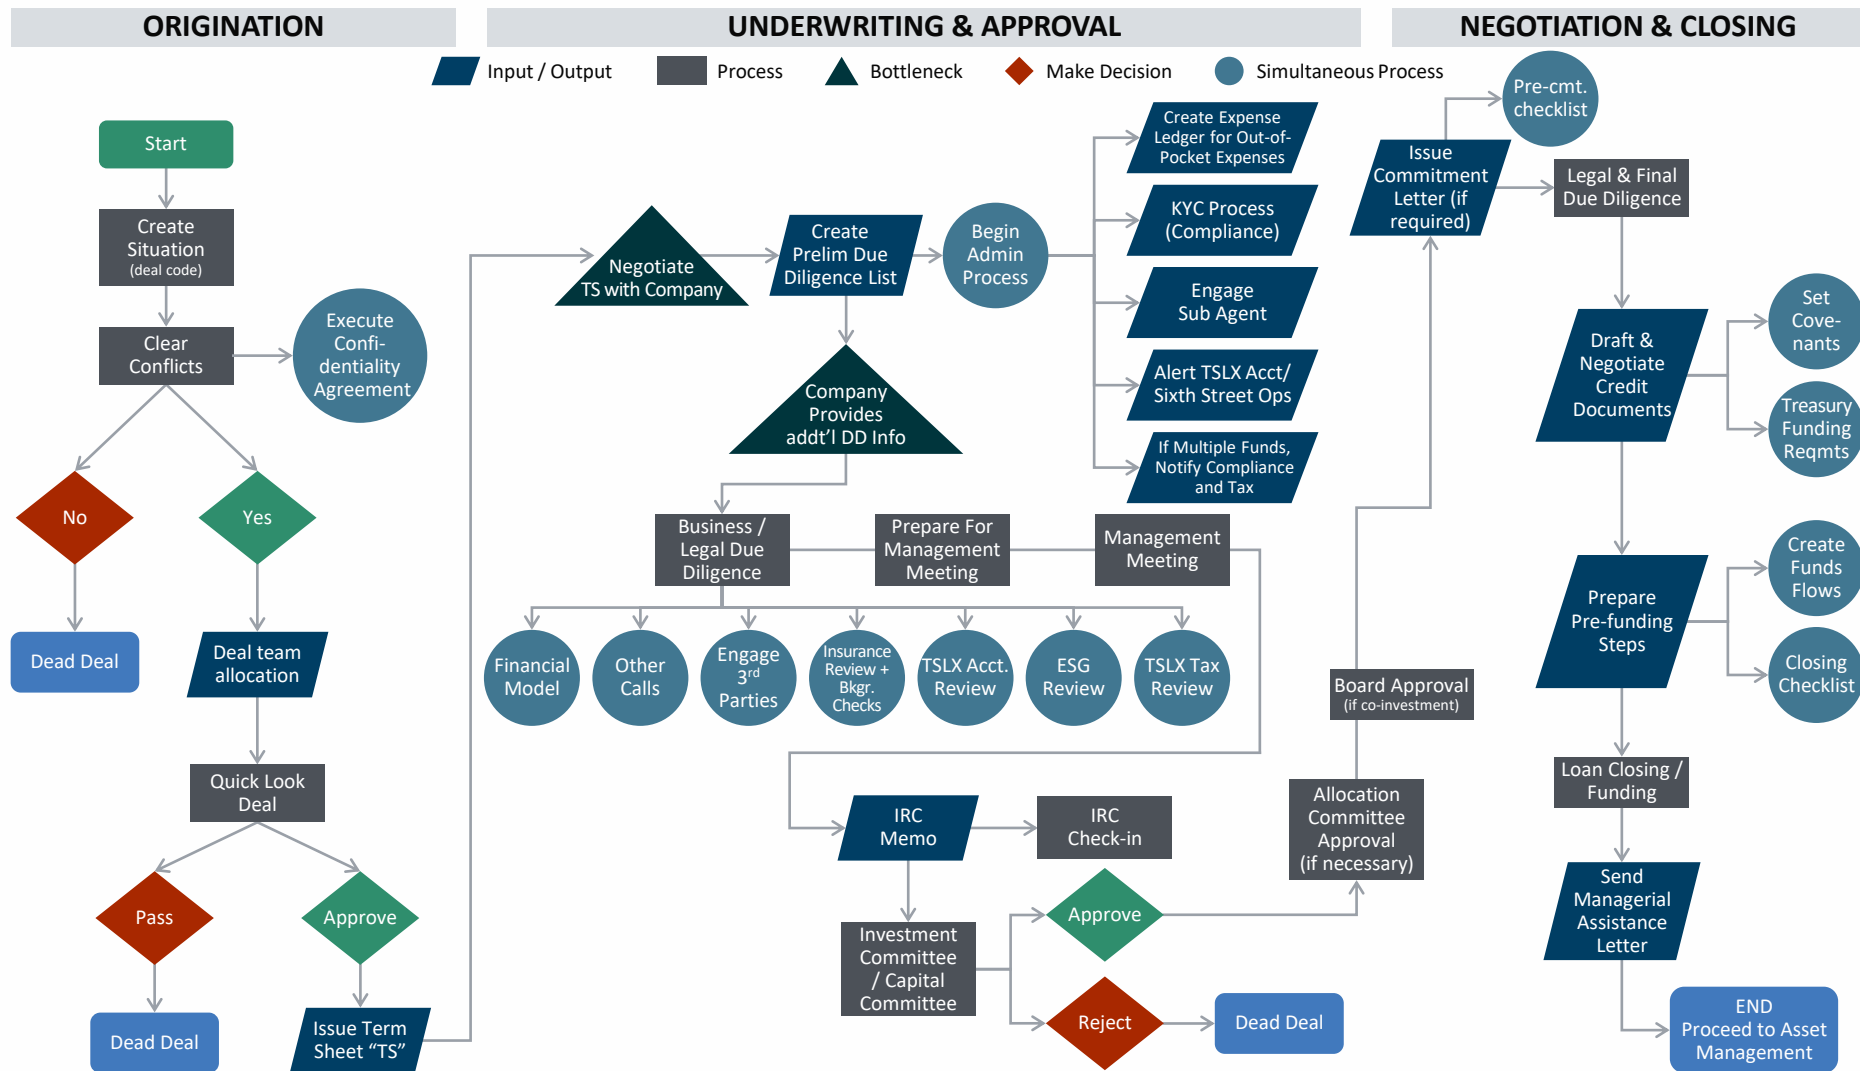 ORIGINATION
UNDERWRITING & APPROVAL
NEGOTIATION & CLOSING
Input / Output
Process
Bottleneck
Make Decision
Simultaneous Process
Start
Create
Situation
(deal code)
Clear
Conflicts
Execute
Confi-
dentiality
Agreement
No
Yes
Dead Deal
Deal team
allocation
Quick Look
Deal
Pass
Approve
Dead Deal
Issue Term
Sheet “TS”
Negotiate
TS with Company
Create
Prelim Due
Diligence List
Begin
Admin
Process
Create Expense
Ledger for Out-of-
Pocket Expenses
KYC Process
(Compliance)
Engage
Sub Agent
Alert TSLX Acct/
Sixth Street Ops
If Multiple Funds,
Notify Compliance
and Tax
Company
Provides
addt’l DD Info
Business /
Legal Due
Diligence
Prepare For
Management
Meeting
Management
Meeting
Financial
Model
Other
Calls
Engage
3rd
Parties
Insurance
Review +
Bkgr.
Checks
TSLX Acct.
Review
ESG
Review
TSLX Tax
Review
IRC
Memo
IRC
Check-in
Investment
Committee
/ Capital
Committee
Approve
Reject
Dead Deal
Allocation
Committee
Approval
(if necessary)
Board Approval
(if co-investment)
Issue
Commitment
Letter (if
required)
Pre-cmt.
checklist
Legal & Final
Due Diligence
Draft &
Negotiate
Credit
Documents
Set
Cove-
nants
Treasury
Funding
Reqmts
Prepare
Pre-funding
Steps
Create
Funds
Flows
Closing
Checklist
Loan Closing /
Funding
Send
Managerial
Assistance
Letter
END
Proceed to Asset
Management